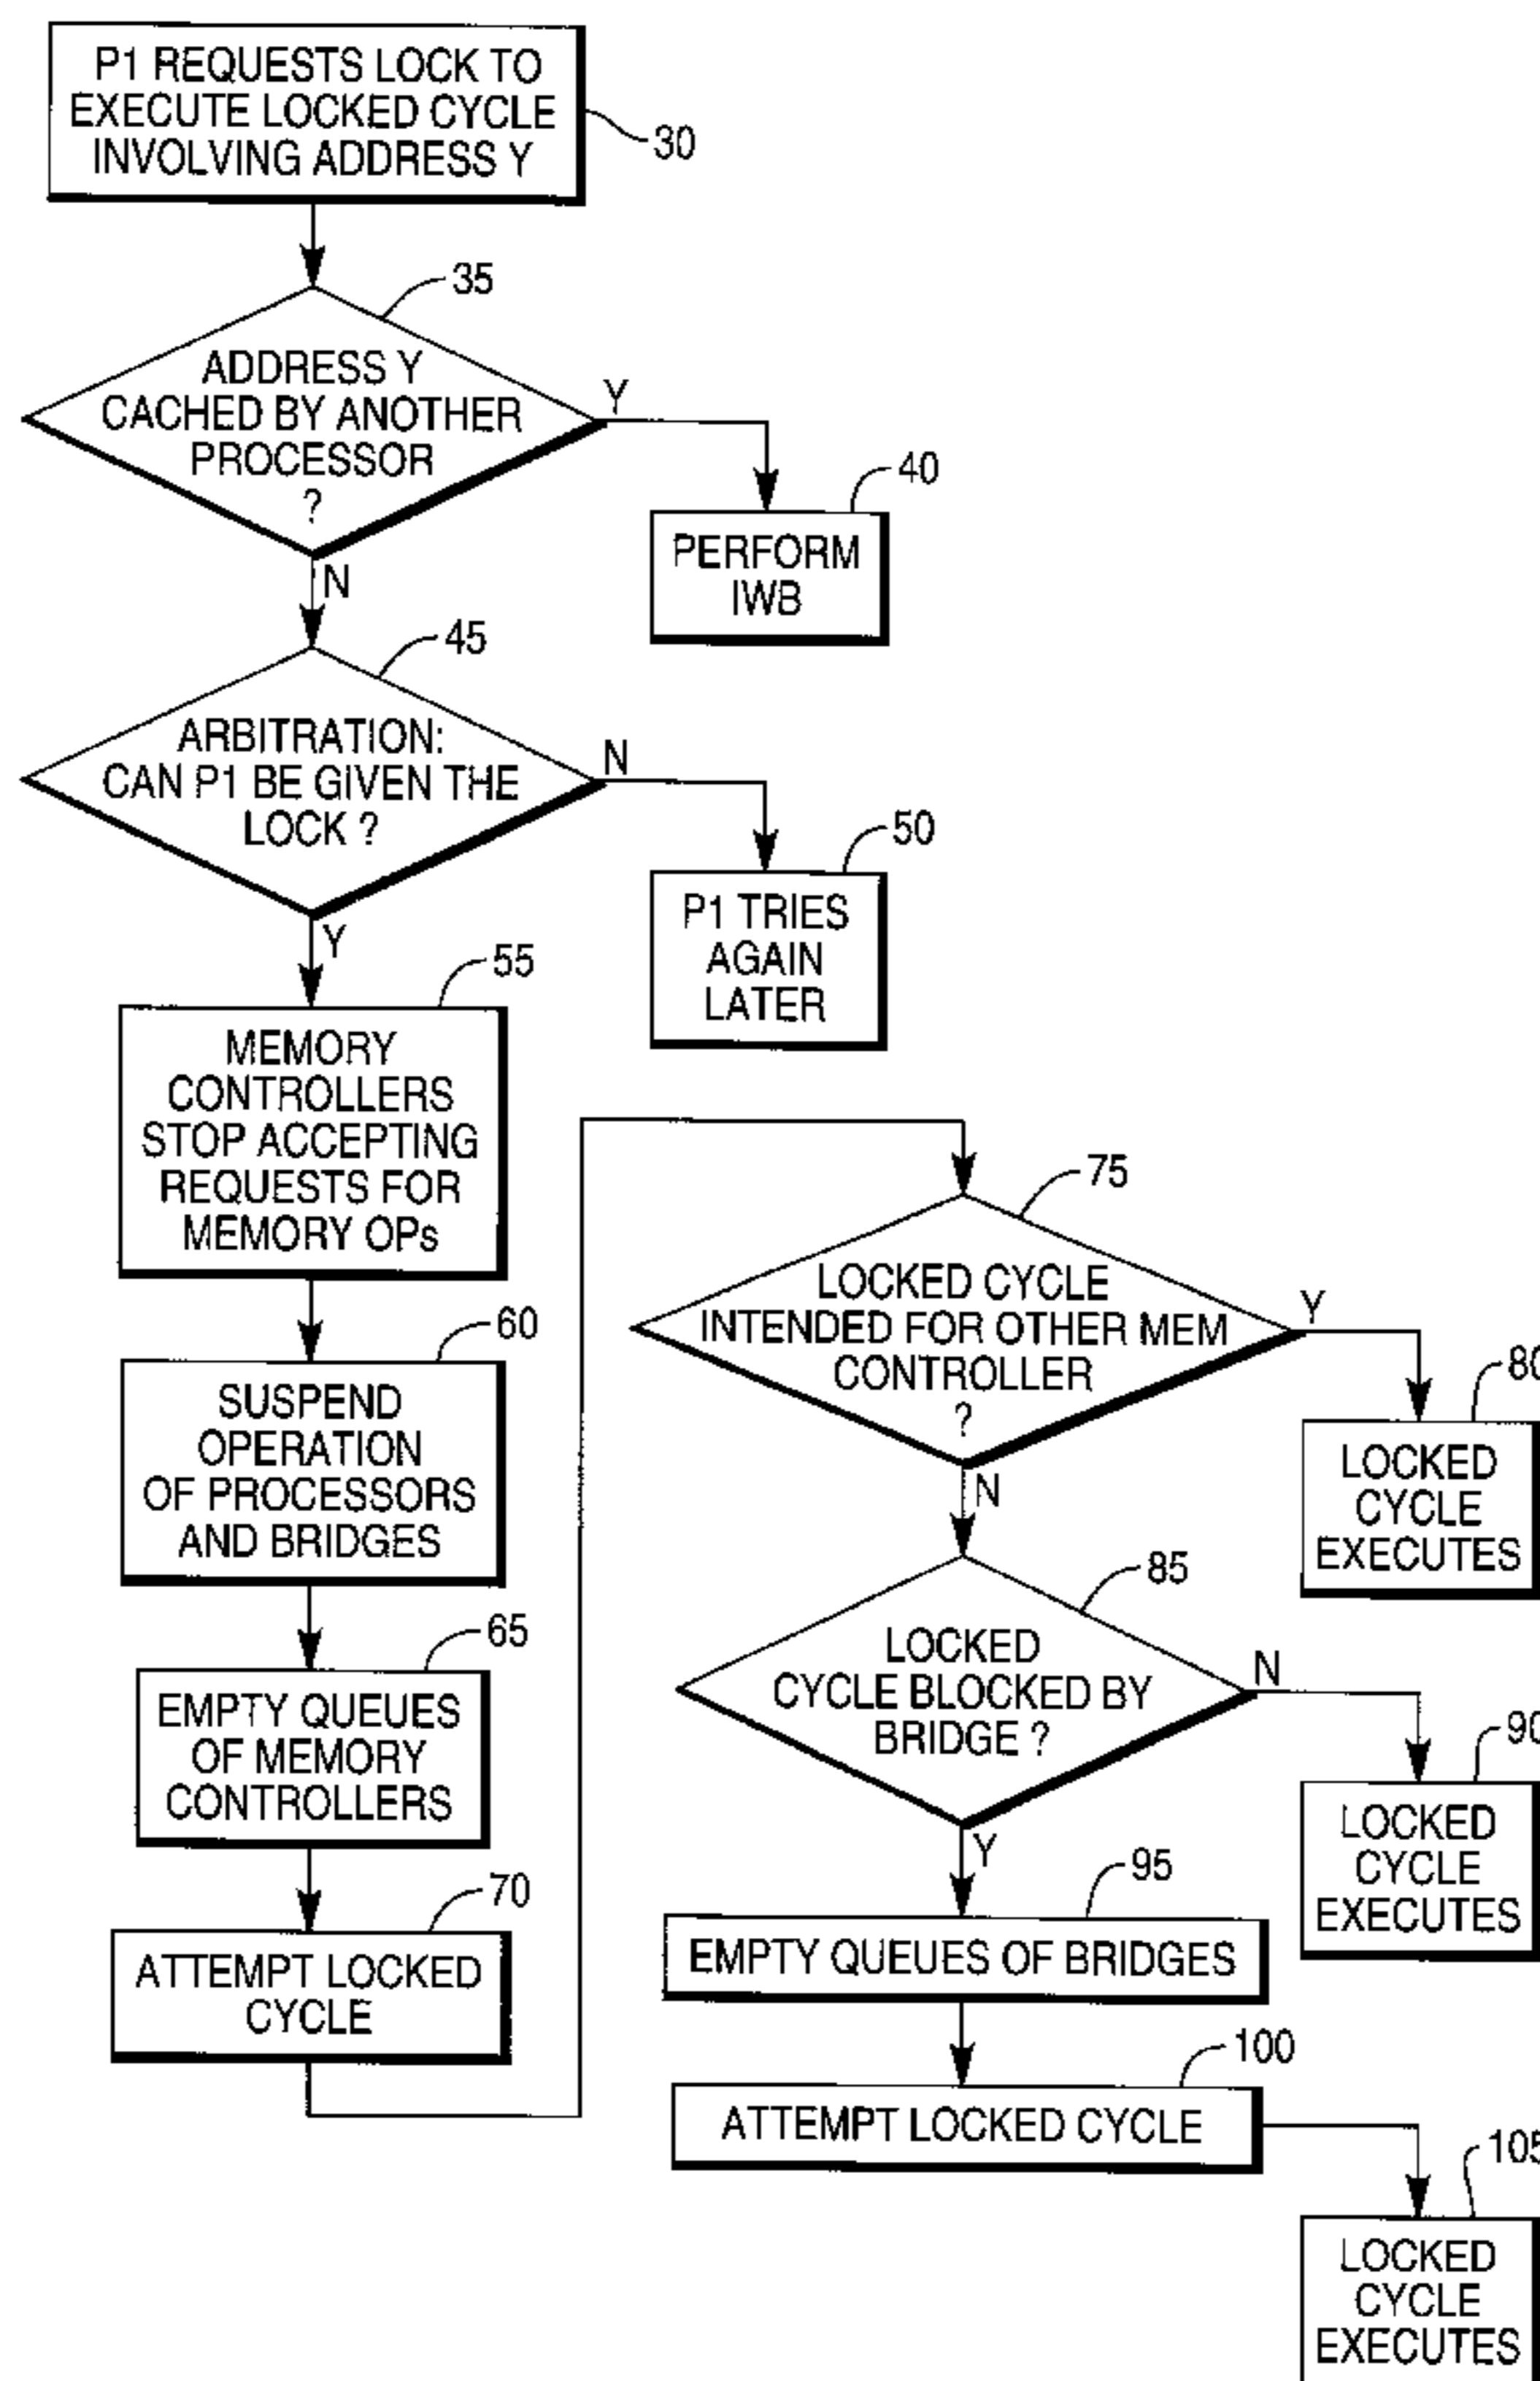 P1 REQUESTS LOCK TO
EXECUTE LOCKED CYCLE
INVOLVING ADDRESS Y
30
35
ADDRESS Y
CACHED BY ANOTHER
PROCESSOR
?
Y
N
40
PERFORM
IWB
45
ARBITRATION:
CAN P1 BE GIVEN THE
LOCK ?
N
Y
50
P1 TRIES
AGAIN
LATER
55
MEMORY
CONTROLLERS
STOP ACCEPTING
REQUESTS FOR
MEMORY OPs
60
SUSPEND
OPERATION
OF PROCESSORS
AND BRIDGES
65
EMPTY QUEUES
OF MEMORY
CONTROLLERS
70
ATTEMPT LOCKED
CYCLE
75
LOCKED CYCLE
INTENDED FOR OTHER MEM
CONTROLLER
?
Y
N
80
LOCKED
CYCLE
EXECUTES
85
LOCKED
CYCLE BLOCKED BY
BRIDGE ?
N
Y
90
LOCKED
CYCLE
EXECUTES
95
EMPTY QUEUES OF BRIDGES
100
ATTEMPT LOCKED CYCLE
105
LOCKED
CYCLE
EXECUTES